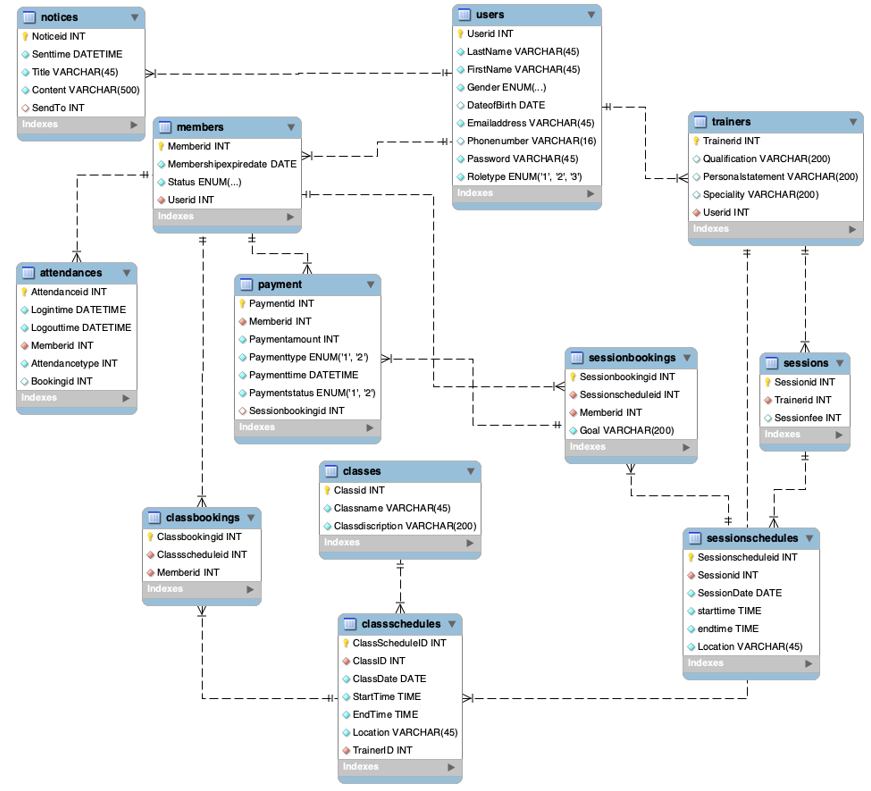 notices
Noticeid INT
Senttime DATETIME
Title VARCHAR(45)
Content VARCHAR(500)
SendTo INT
Indexes
users
Userid INT
LastName VARCHAR(45)
FirstName VARCHAR(45)
Gender ENUM(...)
DateofBirth DATE
Emailaddress VARCHAR(45)
Phonenumber VARCHAR(16)
Password VARCHAR(45)
Roletype ENUM('1', '2', '3')
Indexes
members
Memberid INT
Membershipexpiredate DATE
Status ENUM(...)
Userid INT
Indexes
trainers
Trainerid INT
Qualification VARCHAR(200)
Personalstatement VARCHAR(200)
Speciality VARCHAR(200)
Userid INT
Indexes
attendances
Attendanceid INT
Logintime DATETIME
Logouttime DATETIME
Memberid INT
Attendancetype INT
Bookingid INT
Indexes
payment
Paymentid INT
Memberid INT
Paymentamount INT
Paymenttype ENUM('1', '2')
Paymenttime DATETIME
Paymentstatus ENUM('1', '2')
Sessionbookingid INT
Indexes
sessionbookings
Sessionbookingid INT
Sessionscheduleid INT
Memberid INT
Goal VARCHAR(200)
Indexes
sessions
Sessionid INT
Trainerid INT
Sessionfee INT
Indexes
classes
Classid INT
Classname VARCHAR(45)
Classdiscription VARCHAR(200)
Indexes
classbookings
Classbookingid INT
Classscheduleid INT
Memberid INT
Indexes
sessionschedules
Sessionscheduleid INT
Sessionid INT
SessionDate DATE
starttime TIME
endtime TIME
Location VARCHAR(45)
Indexes
classschedules
ClassScheduleID INT
ClassID INT
ClassDate DATE
StartTime TIME
EndTime TIME
Location VARCHAR(45)
TrainerID INT
Indexes